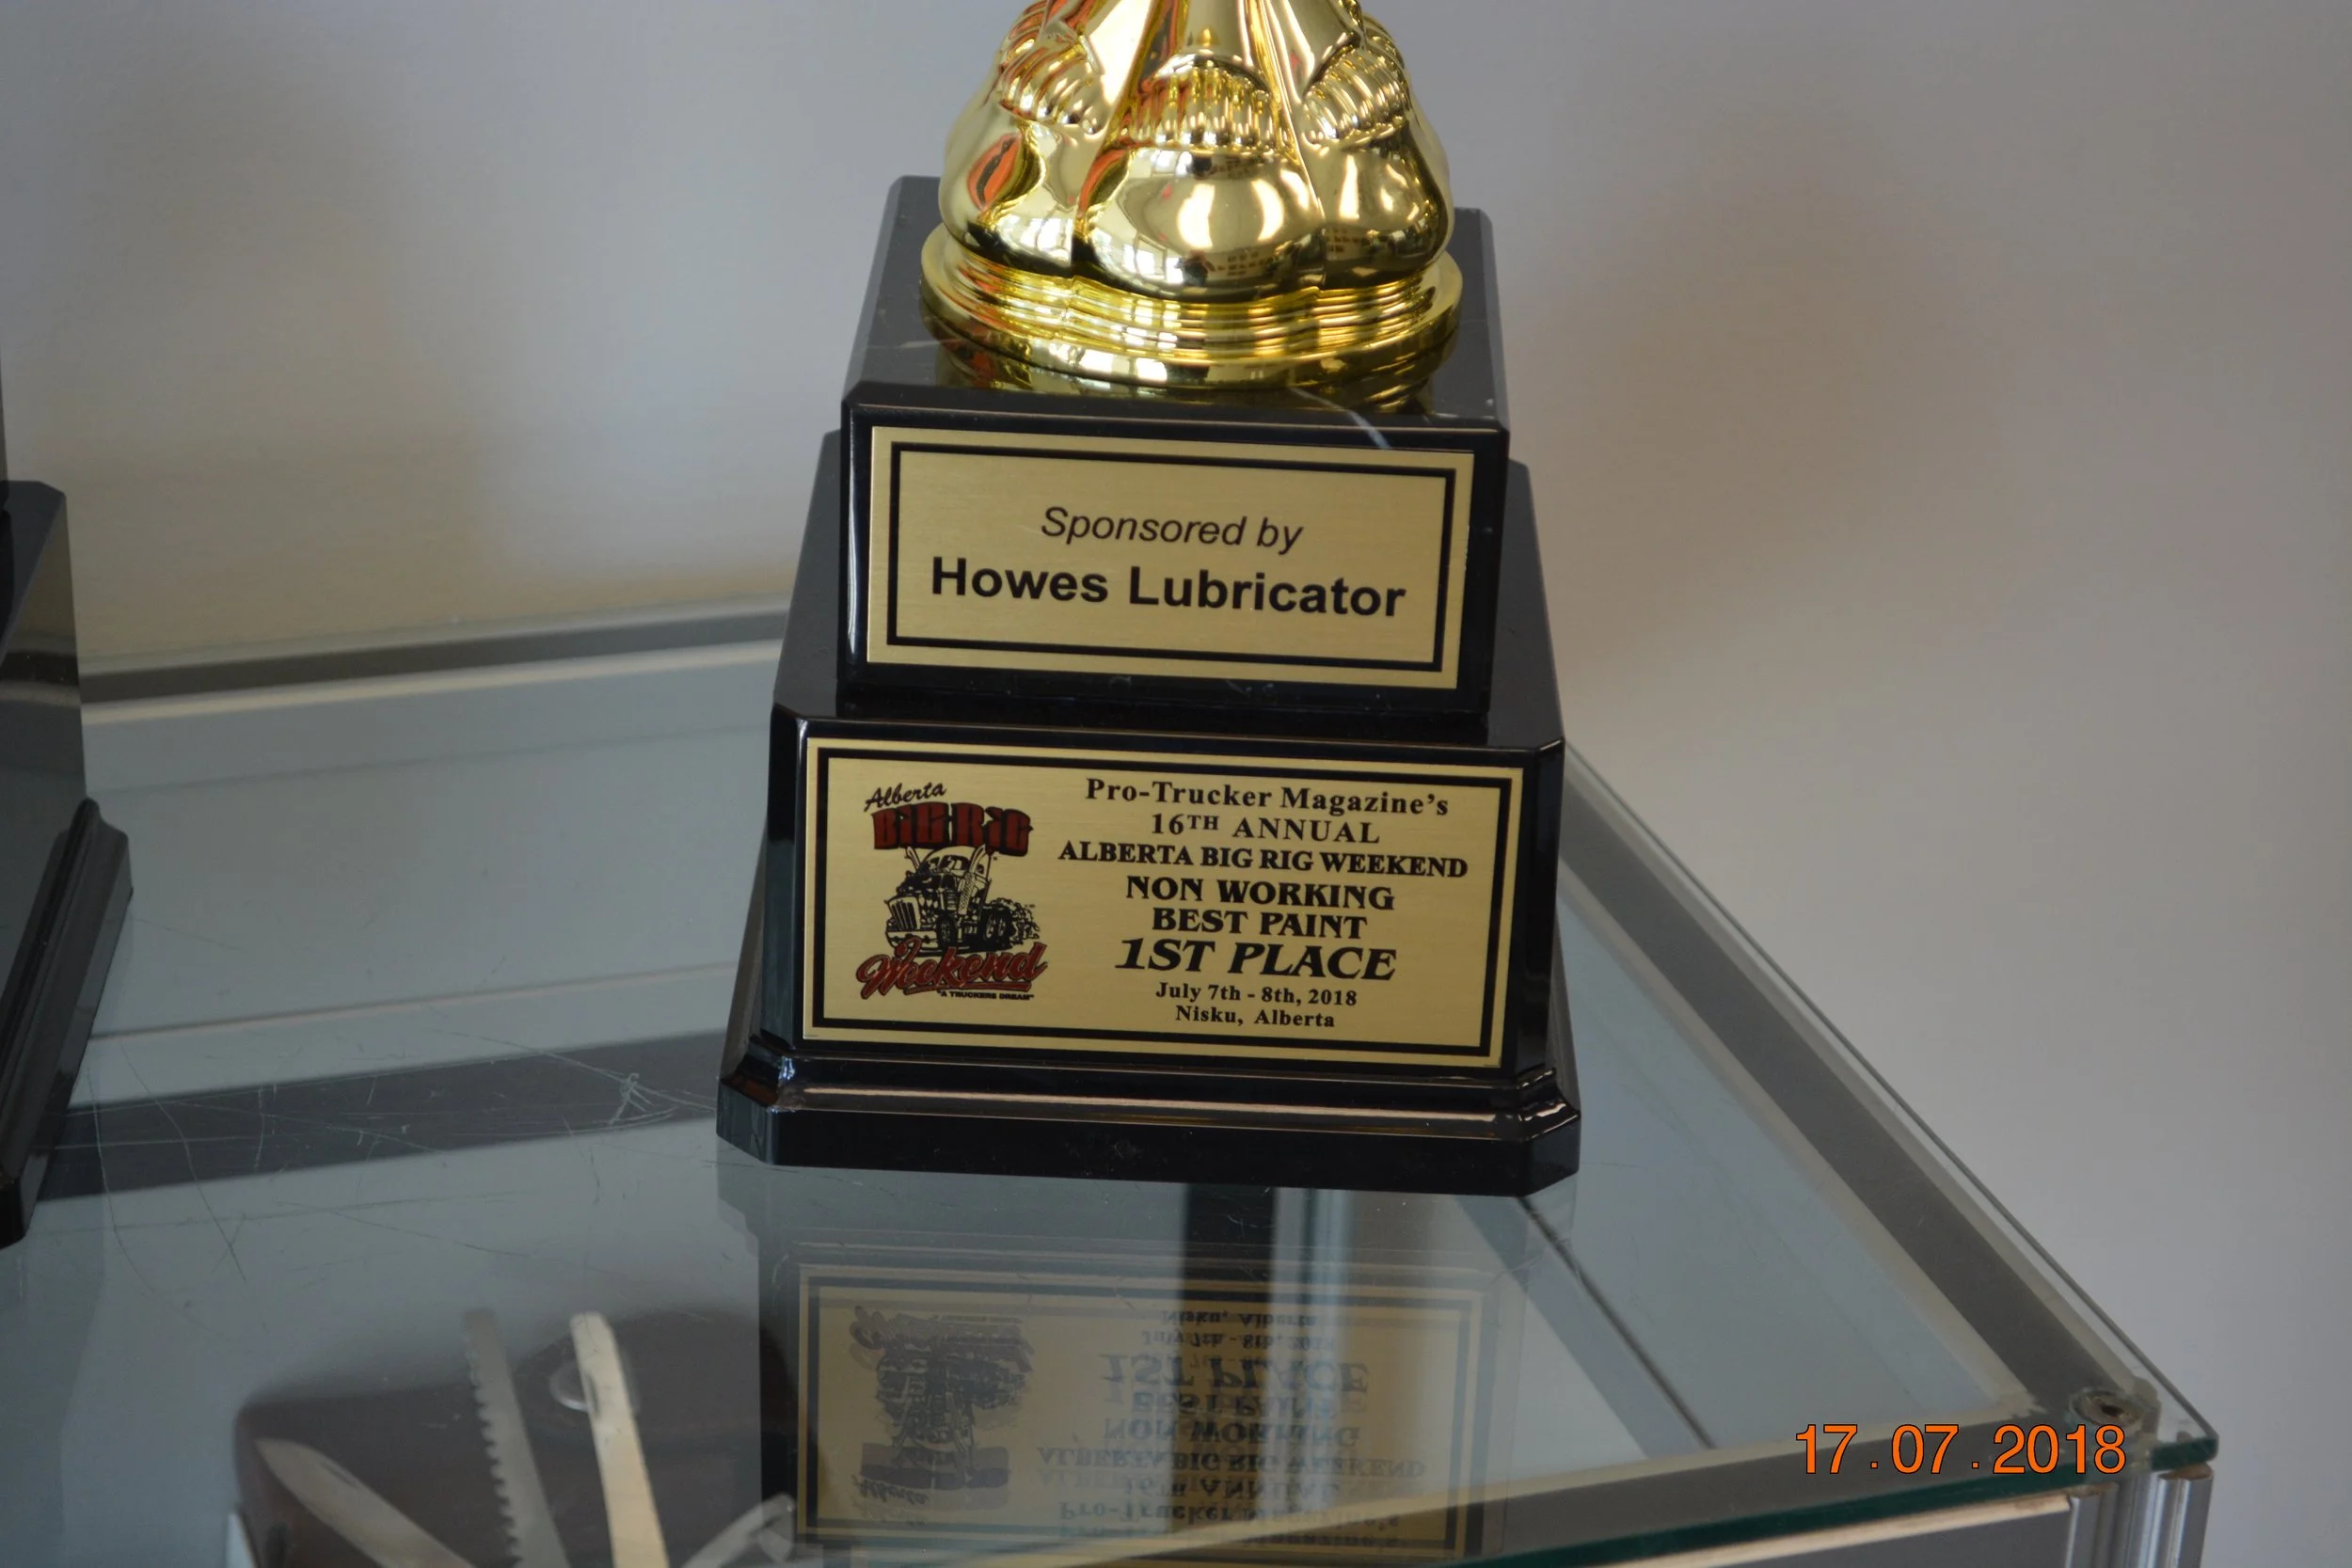 Sponsored by
Howes Lubricator
Alberta
BIG RIG
Weekend
"A TRUCKERS DREAM"
Pro-Trucker Magazine's
16TH ANNUAL
ALBERTA BIG RIG WEEKEND
NON WORKING
BEST PAINT
1ST PLACE
July 7th - 8th, 2018
Nisku, Alberta
17.07.2018